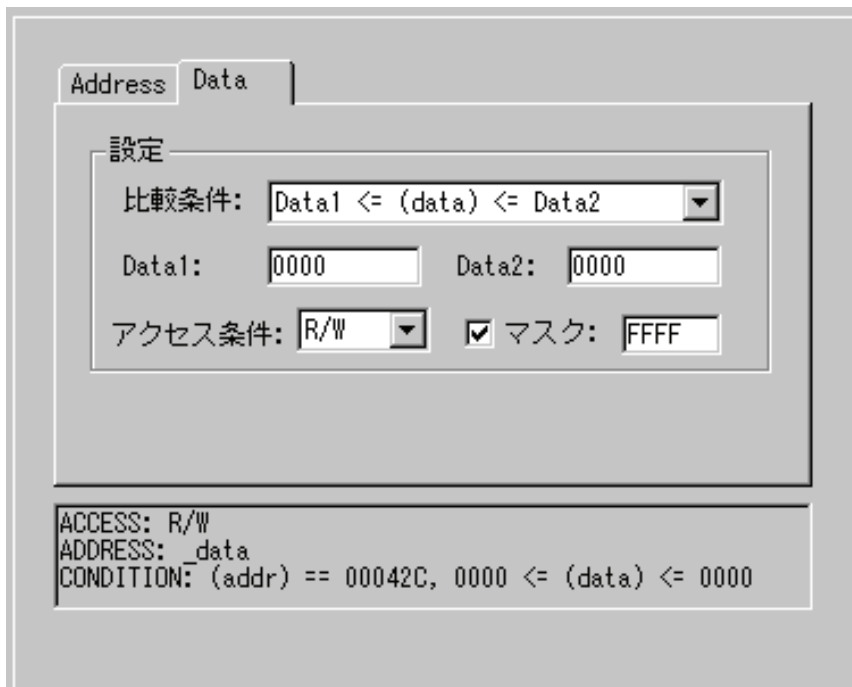 Address Data
設定
比較条件: Data1 <= (data) <= Data2
Data1: 0000 Data2: 0000
アクセス条件: R/W マスク: FFFF
ACCESS: R/W
ADDRESS: _data
CONDITION: (addr) == 00042C, 0000 <= (data) <= 0000